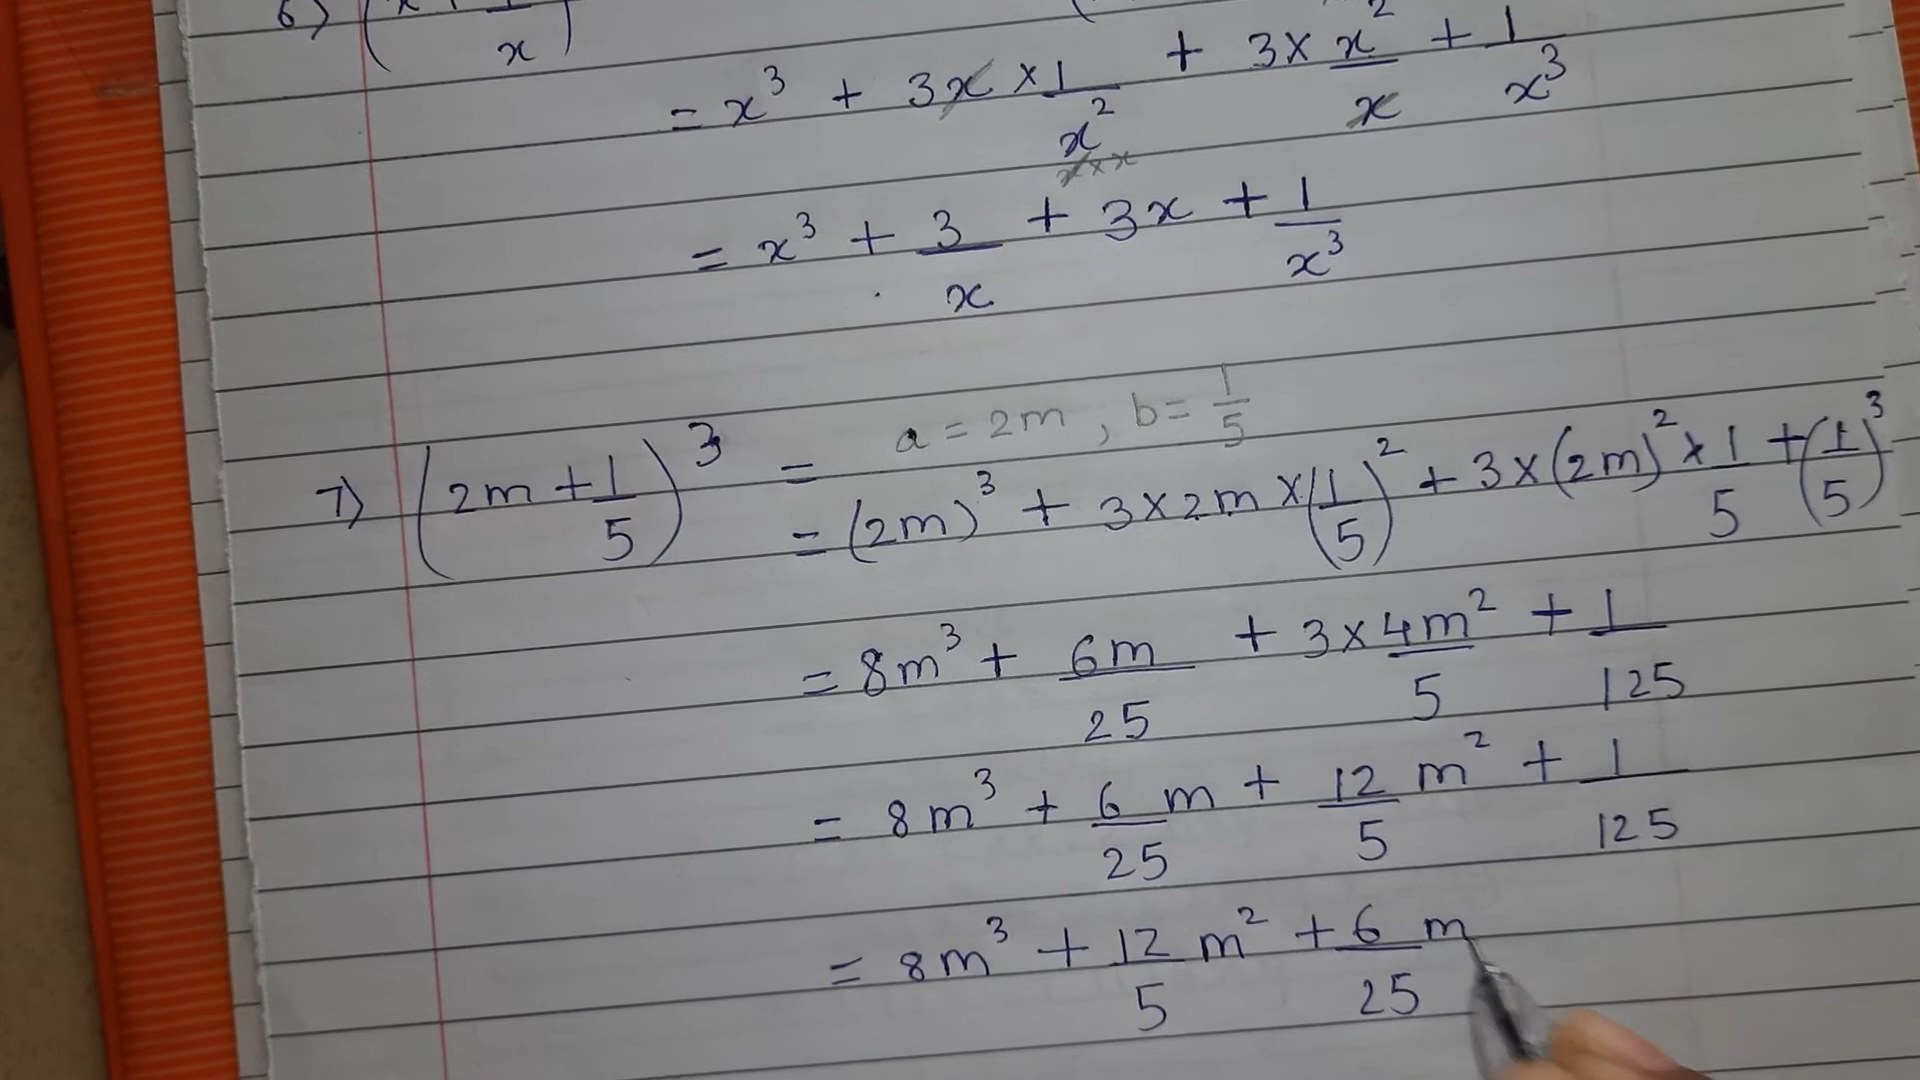 6) (x + 1/x)
= x³ + 3x × 1/x² + 3 × x²/x + 1/x³
x × x
= x³ + 3/x + 3x + 1/x³
a = 2m , b = 1/5
7) (2m + 1/5)³ =
= (2m)³ + 3 × 2m × (1/5)² + 3 × (2m)² × 1/5 + (1/5)³
= 8m³ + 6m/25 + 3 × 4m²/5 + 1/125
= 8m³ + 6/25 m + 12/5 m² + 1/125
= 8m³ + 12/5 m² + 6/25 m